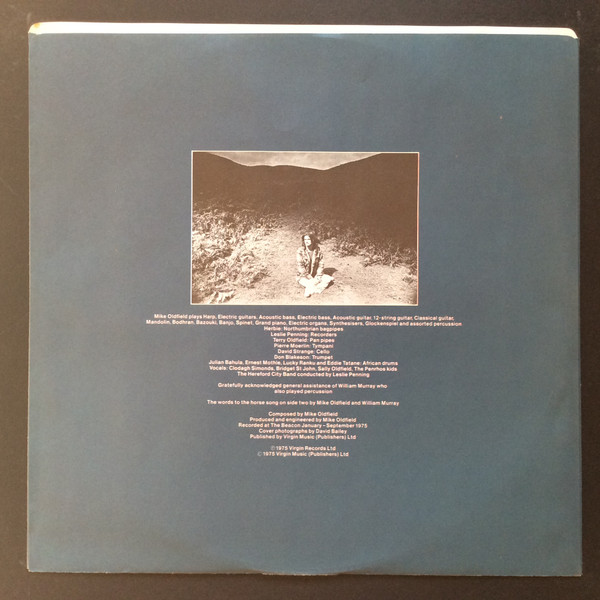 Mike Oldfield plays Harp, Electric guitars, Acoustic bass, Electric bass, Acoustic guitar, 12-string guitar, Classical guitar,
Mandolin, Bodhran, Bazouki, Banjo, Spinet, Grand piano, Electric organs, Synthesisers, Glockenspiel and assorted percussion
Herbie: Northumbrian bagpipes
Leslie Penning: Recorders
Terry Oldfield: Pan pipes
Pierre Moerlin: Tympani
David Strange: Cello
Don Blakeson: Trumpet
Julian Bahula, Ernest Mothle, Lucky Ranku and Eddie Tatane: African drums
Vocals: Clodagh Simonds, Bridget St John, Sally Oldfield, The Penrhos kids
The Hereford City Band conducted by Leslie Penning
Gratefully acknowledged general assistance of William Murray who
also played percussion
The words to the horse song on side two by Mike Oldfield and William Murray
Composed by Mike Oldfield
Produced and engineered by Mike Oldfield
Recorded at The Beacon January - September 1975
Cover photographs by David Bailey
Published by Virgin Music (Publishers) Ltd
℗ 1975 Virgin Records Ltd
© 1975 Virgin Music (Publishers) Ltd